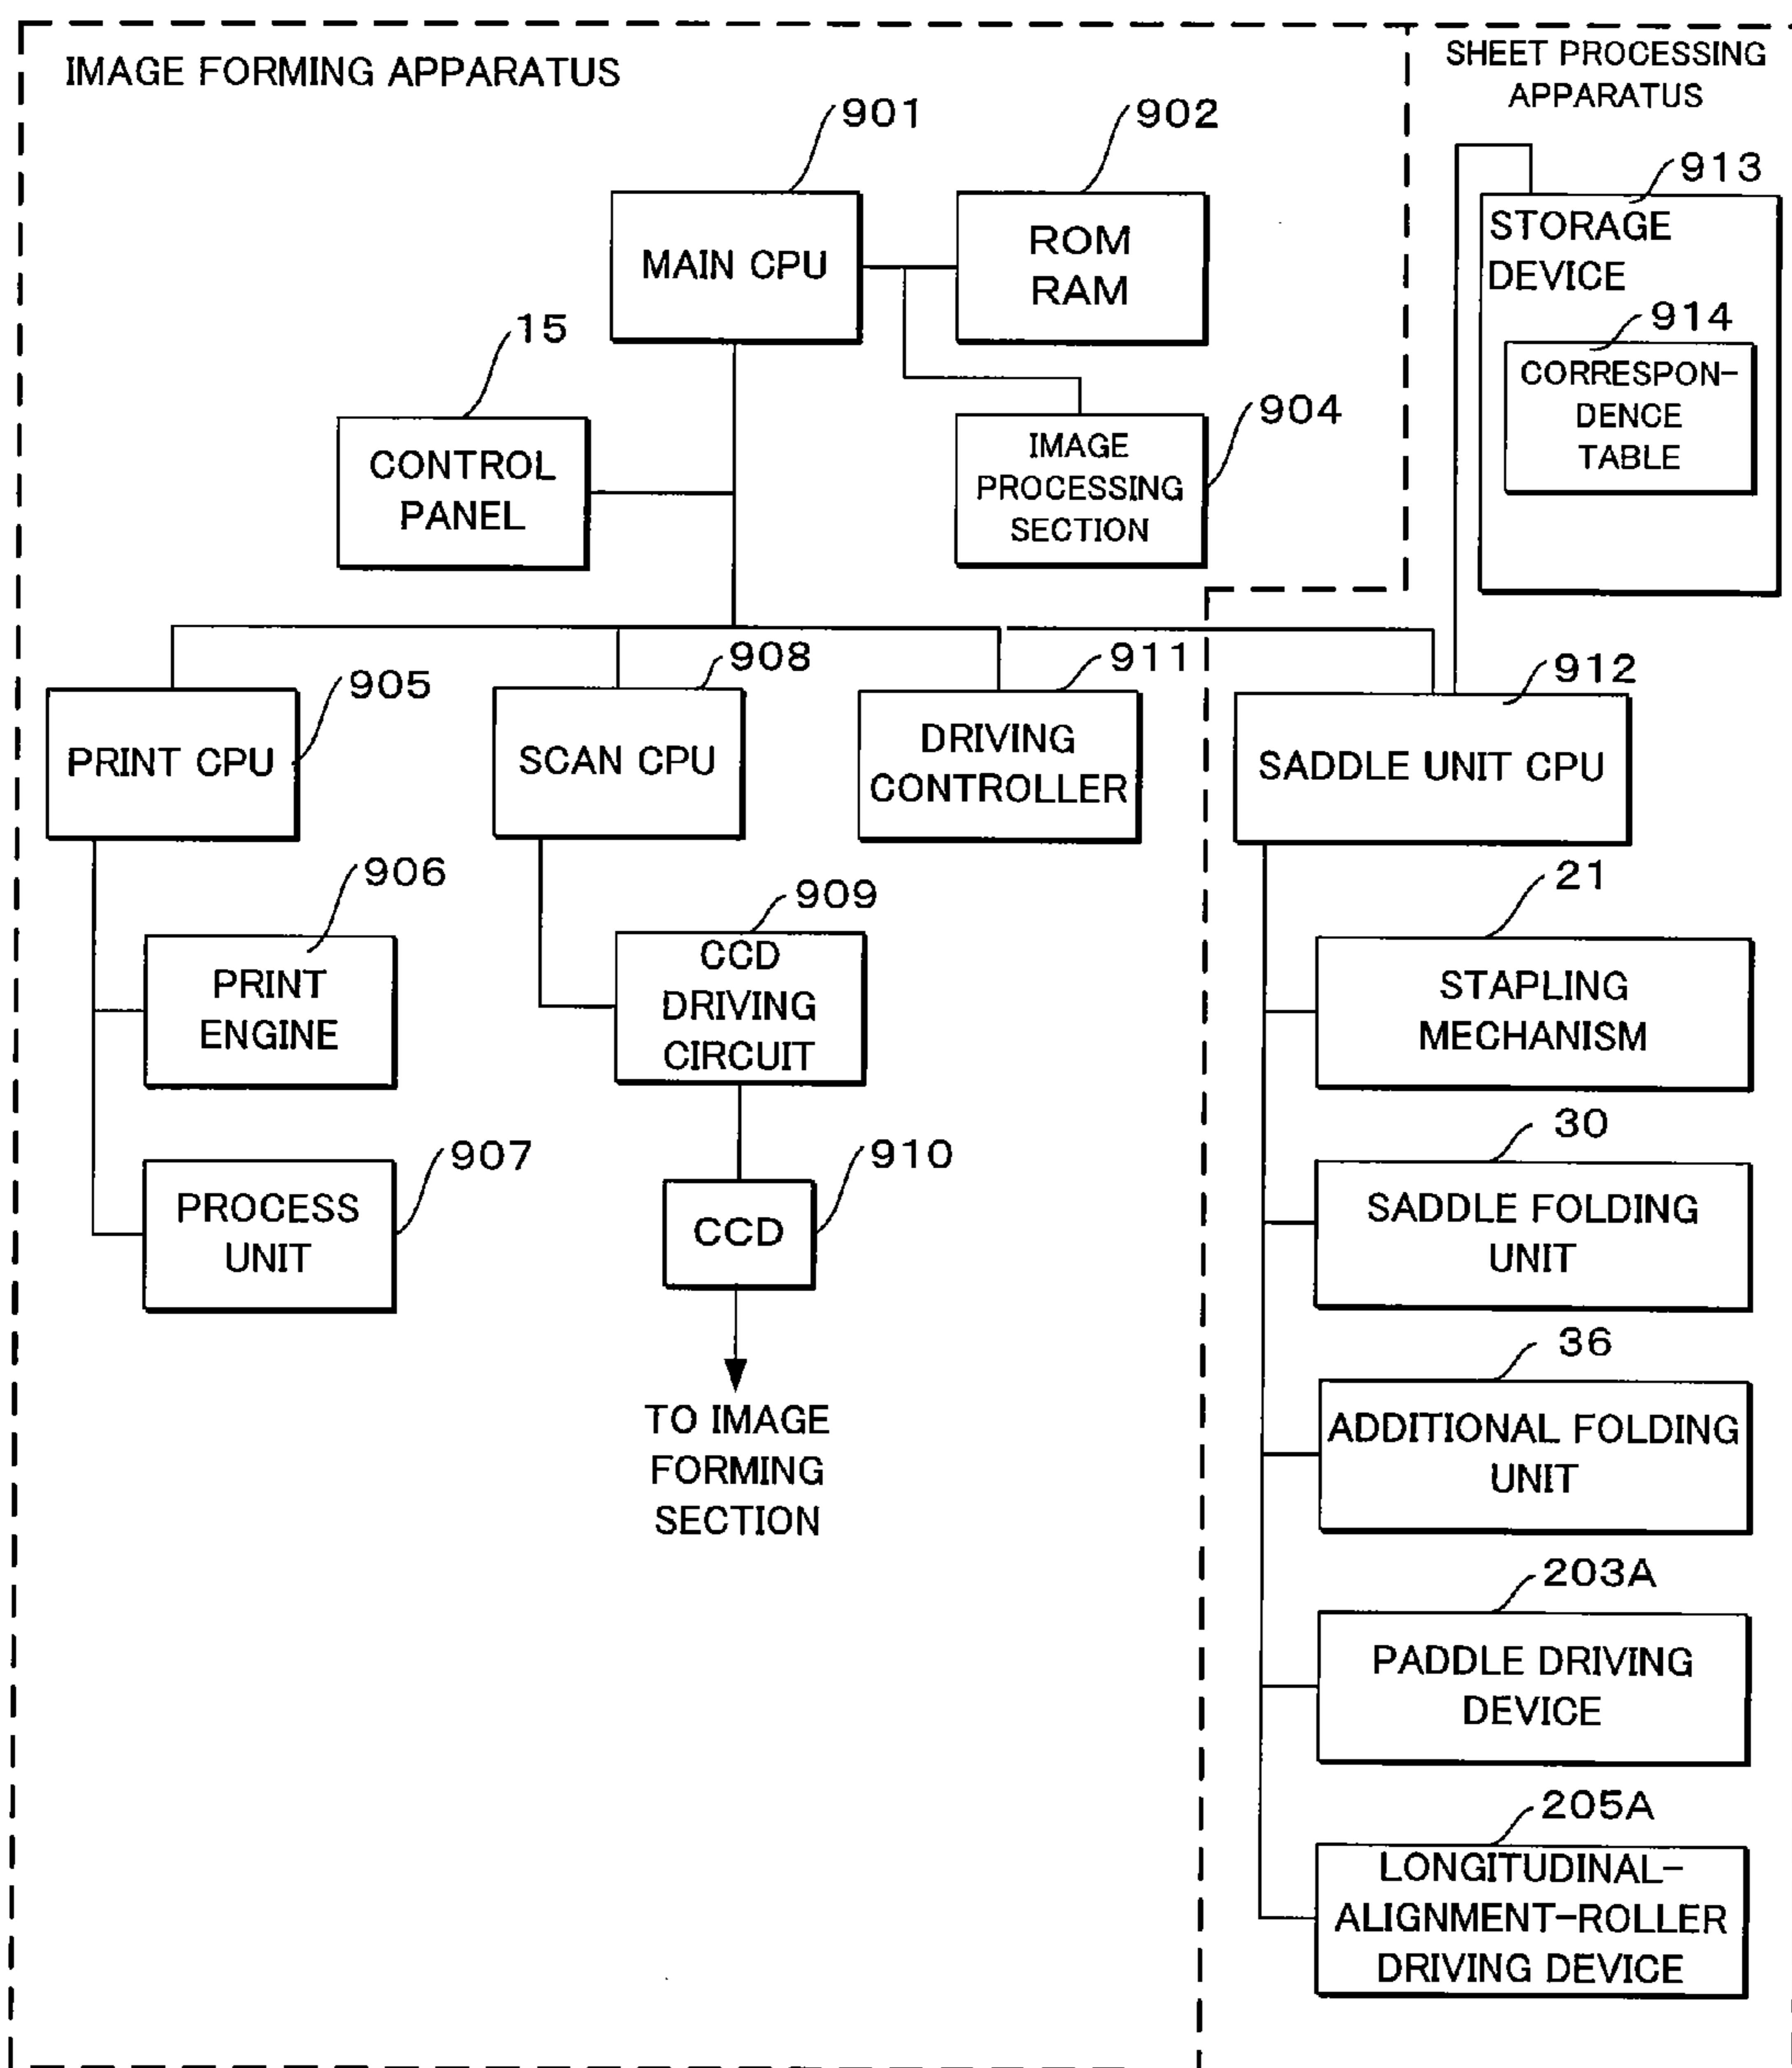 IMAGE FORMING APPARATUS
SHEET PROCESSING
APPARATUS
901
902
913
MAIN CPU
ROM
RAM
STORAGE
DEVICE
914
CORRESPON-
DENCE
TABLE
15
CONTROL
PANEL
904
IMAGE
PROCESSING
SECTION
905
908
911
912
PRINT CPU
SCAN CPU
DRIVING
CONTROLLER
SADDLE UNIT CPU
906
909
21
PRINT
ENGINE
CCD
DRIVING
CIRCUIT
STAPLING
MECHANISM
907
910
30
PROCESS
UNIT
CCD
SADDLE FOLDING
UNIT
TO IMAGE
FORMING
SECTION
36
ADDITIONAL FOLDING
UNIT
203A
PADDLE DRIVING
DEVICE
205A
LONGITUDINAL-
ALIGNMENT-ROLLER
DRIVING DEVICE